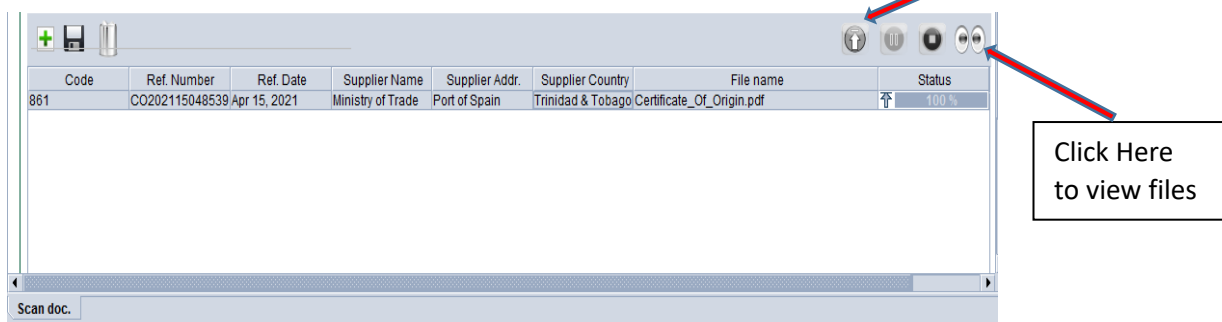 Code Ref. Number Ref. Date Supplier Name Supplier Addr. Supplier Country File name Status
861 CO202115048539 Apr 15, 2021 Ministry of Trade Port of Spain Trinidad & Tobago Certificate_Of_Origin.pdf 100 %
Click Here
to view files
Scan doc.